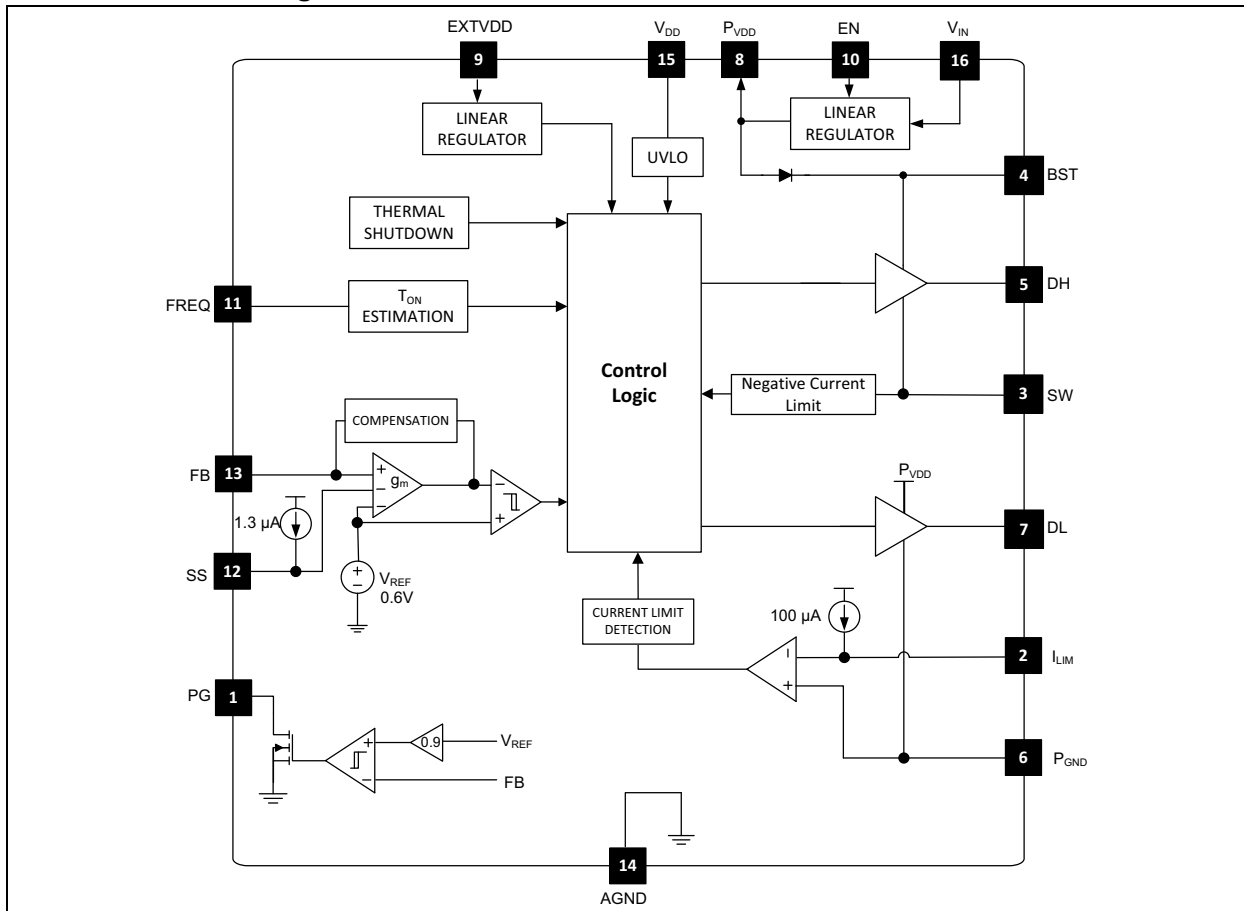 EXTVDD
VDD
PVDD
EN
VIN
9
15
8
10
16
LINEAR
REGULATOR
LINEAR
REGULATOR
UVLO
4
BST
THERMAL
SHUTDOWN
5
DH
FREQ
11
TON
ESTIMATION
Control
Logic
Negative Current
Limit
3
SW
COMPENSATION
FB
13
+
gm
−
−
−
+
1.3 µA
SS
12
+
−
VREF
0.6V
PVDD
7
DL
CURRENT LIMIT
DETECTION
100 µA
−
+
2
ILIM
PG
1
+
−
0.9
VREF
FB
6
PGND
14
AGND